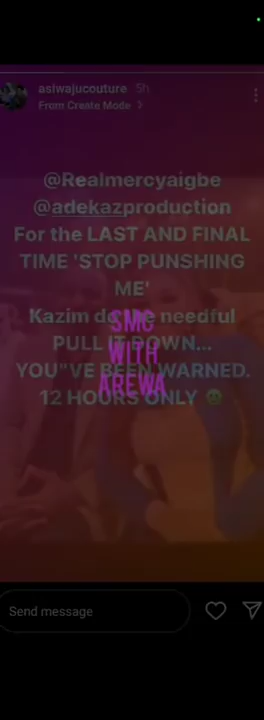 asiwajucouture 5h
From Create Mode >
@Realmercyaigbe
@adekazproduction
For the LAST AND FINAL
TIME 'STOP PUNSHING
ME'
Kazim do the needful
PULL IT DOWN...
YOU"VE BEEN WARNED.
12 HOURS ONLY 💀
SMC
WITH
AREWA
Send message